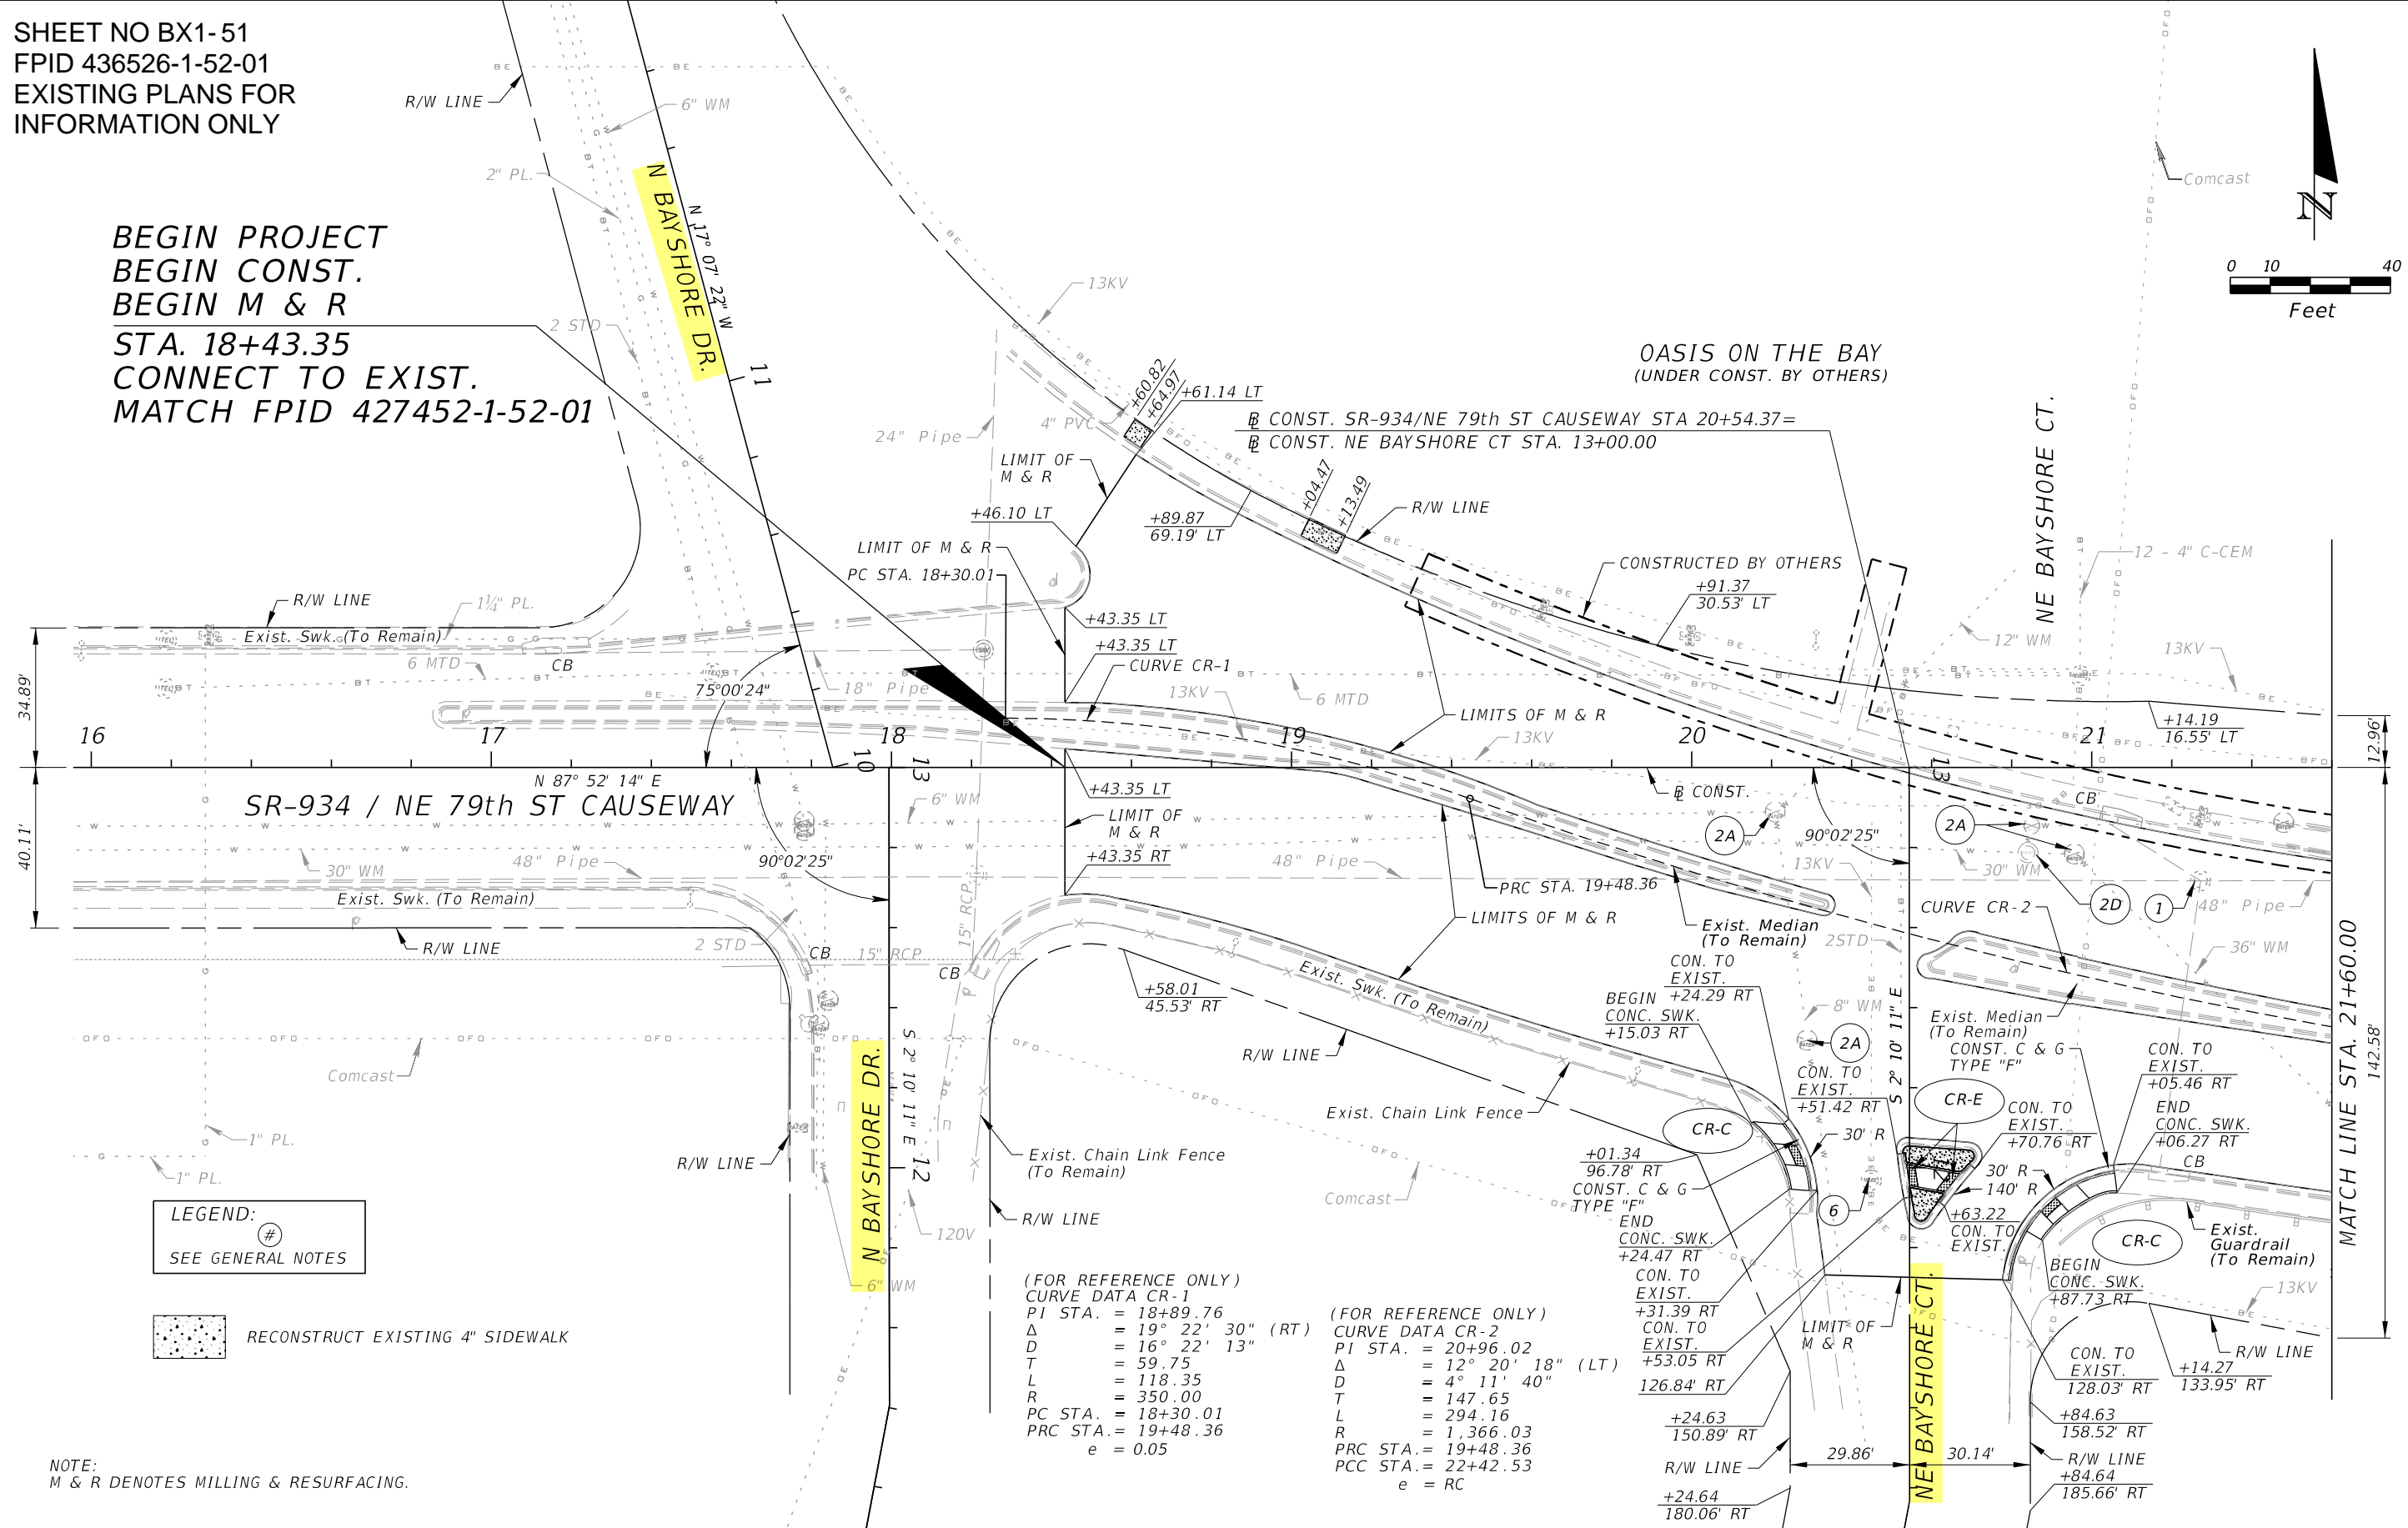 SHEET NO BX1-51
FPID 436526-1-52-01
EXISTING PLANS FOR
INFORMATION ONLY
R/W LINE
BE
BE
BE
6" WM
2" PL.
2 STD
N BAYSHORE DR.
N 17° 07' 22" W
11
BEGIN PROJECT
BEGIN CONST.
BEGIN M & R
STA. 18+43.35
CONNECT TO EXIST.
MATCH FPID 427452-1-52-01
13KV
24" Pipe
4" PVC
+60.82
+64.97
+61.14 LT
LIMIT OF
M & R
+46.10 LT
LIMIT OF M & R
PC STA. 18+30.01
+89.87
69.19' LT
+04.47
+13.49
R/W LINE
OASIS ON THE BAY
(UNDER CONST. BY OTHERS)
CONST. SR-934/NE 79th ST CAUSEWAY STA 20+54.37=
CONST. NE BAYSHORE CT STA. 13+00.00
CONSTRUCTED BY OTHERS
+91.37
30.53' LT
NE BAYSHORE CT.
Comcast
N
0 10 40
Feet
12 - 4" C-CEM
12" WM
13KV
+14.19
16.55' LT
12.96'
R/W LINE
1¼" PL.
Exist. Swk. (To Remain)
6 MTD
CB
34.89'
40.11'
75°00'24"
18" Pipe
+43.35 LT
+43.35 LT
CURVE CR-1
13KV
6 MTD
LIMITS OF M & R
13KV
16
17
18
19
20
21
10
13
13
N 87° 52' 14" E
SR-934 / NE 79th ST CAUSEWAY
CONST.
+43.35 LT
LIMIT OF
M & R
+43.35 RT
6" WM
30" WM
48" Pipe
90°02'25"
48" Pipe
Exist. Swk. (To Remain)
R/W LINE
2 STD
CB
15" RCP
15" RCP
CB
PRC STA. 19+48.36
LIMITS OF M & R
Exist. Median
(To Remain)
2A
90°02'25"
13KV
2STD
2A
30" WM
CB
2D
1
48" Pipe
CURVE CR-2
36" WM
MATCH LINE STA. 21+60.00
142.58'
+58.01
45.53' RT
Exist. Swk. (To Remain)
R/W LINE
Exist. Chain Link Fence
CON. TO
EXIST.
+24.29 RT
BEGIN
CONC. SWK.
+15.03 RT
8" WM
2A
S 2° 10' 11" E
Exist. Median
(To Remain)
CONST. C & G
TYPE "F"
CON. TO
EXIST.
+05.46 RT
CON. TO
EXIST.
+51.42 RT
CR-E
CON. TO
EXIST.
+70.76 RT
END
CONC. SWK.
+06.27 RT
CB
Comcast
1" PL.
1" PL.
R/W LINE
N BAYSHORE DR.
S 2° 10' 11" E
12
Exist. Chain Link Fence
(To Remain)
R/W LINE
120V
6" WM
Comcast
CR-C
30' R
+01.34
96.78' RT
CONST. C & G
TYPE "F"
END
CONC. SWK.
+24.47 RT
6
30' R
140' R
+63.22
CON. TO
EXIST.
CR-C
Exist.
Guardrail
(To Remain)
BEGIN
CONC. SWK.
+87.73 RT
13KV
CON. TO
EXIST.
+31.39 RT
CON. TO
EXIST.
+53.05 RT
126.84' RT
LIMIT OF
M & R
NE BAYSHORE CT.
CON. TO
EXIST.
128.03' RT
R/W LINE
+14.27
133.95' RT
+24.63
150.89' RT
+84.63
158.52' RT
29.86'
30.14'
R/W LINE
R/W LINE
+84.64
185.66' RT
+24.64
180.06' RT
LEGEND:
#
SEE GENERAL NOTES
RECONSTRUCT EXISTING 4" SIDEWALK
(FOR REFERENCE ONLY)
CURVE DATA CR-1
PI STA. = 18+89.76
Δ = 19° 22' 30" (RT)
D = 16° 22' 13"
T = 59.75
L = 118.35
R = 350.00
PC STA. = 18+30.01
PRC STA.= 19+48.36
e = 0.05
(FOR REFERENCE ONLY)
CURVE DATA CR-2
PI STA. = 20+96.02
Δ = 12° 20' 18" (LT)
D = 4° 11' 40"
T = 147.65
L = 294.16
R = 1,366.03
PRC STA.= 19+48.36
PCC STA.= 22+42.53
e = RC
NOTE:
M & R DENOTES MILLING & RESURFACING.